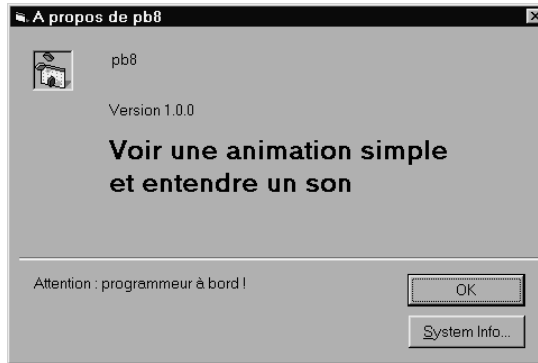 A propos de pb8
pb8
Version 1.0.0
Voir une animation simple
et entendre un son
Attention : programmeur à bord !
OK
System Info...